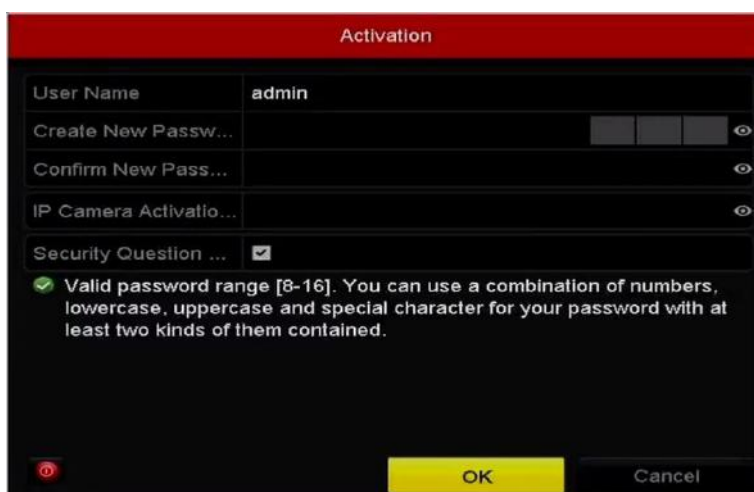 Activation
User Name admin
Create New Passw...
Confirm New Pass...
IP Camera Activatio...
Security Question ...
Valid password range [8-16]. You can use a combination of numbers,
lowercase, uppercase and special character for your password with at
least two kinds of them contained.
OK Cancel